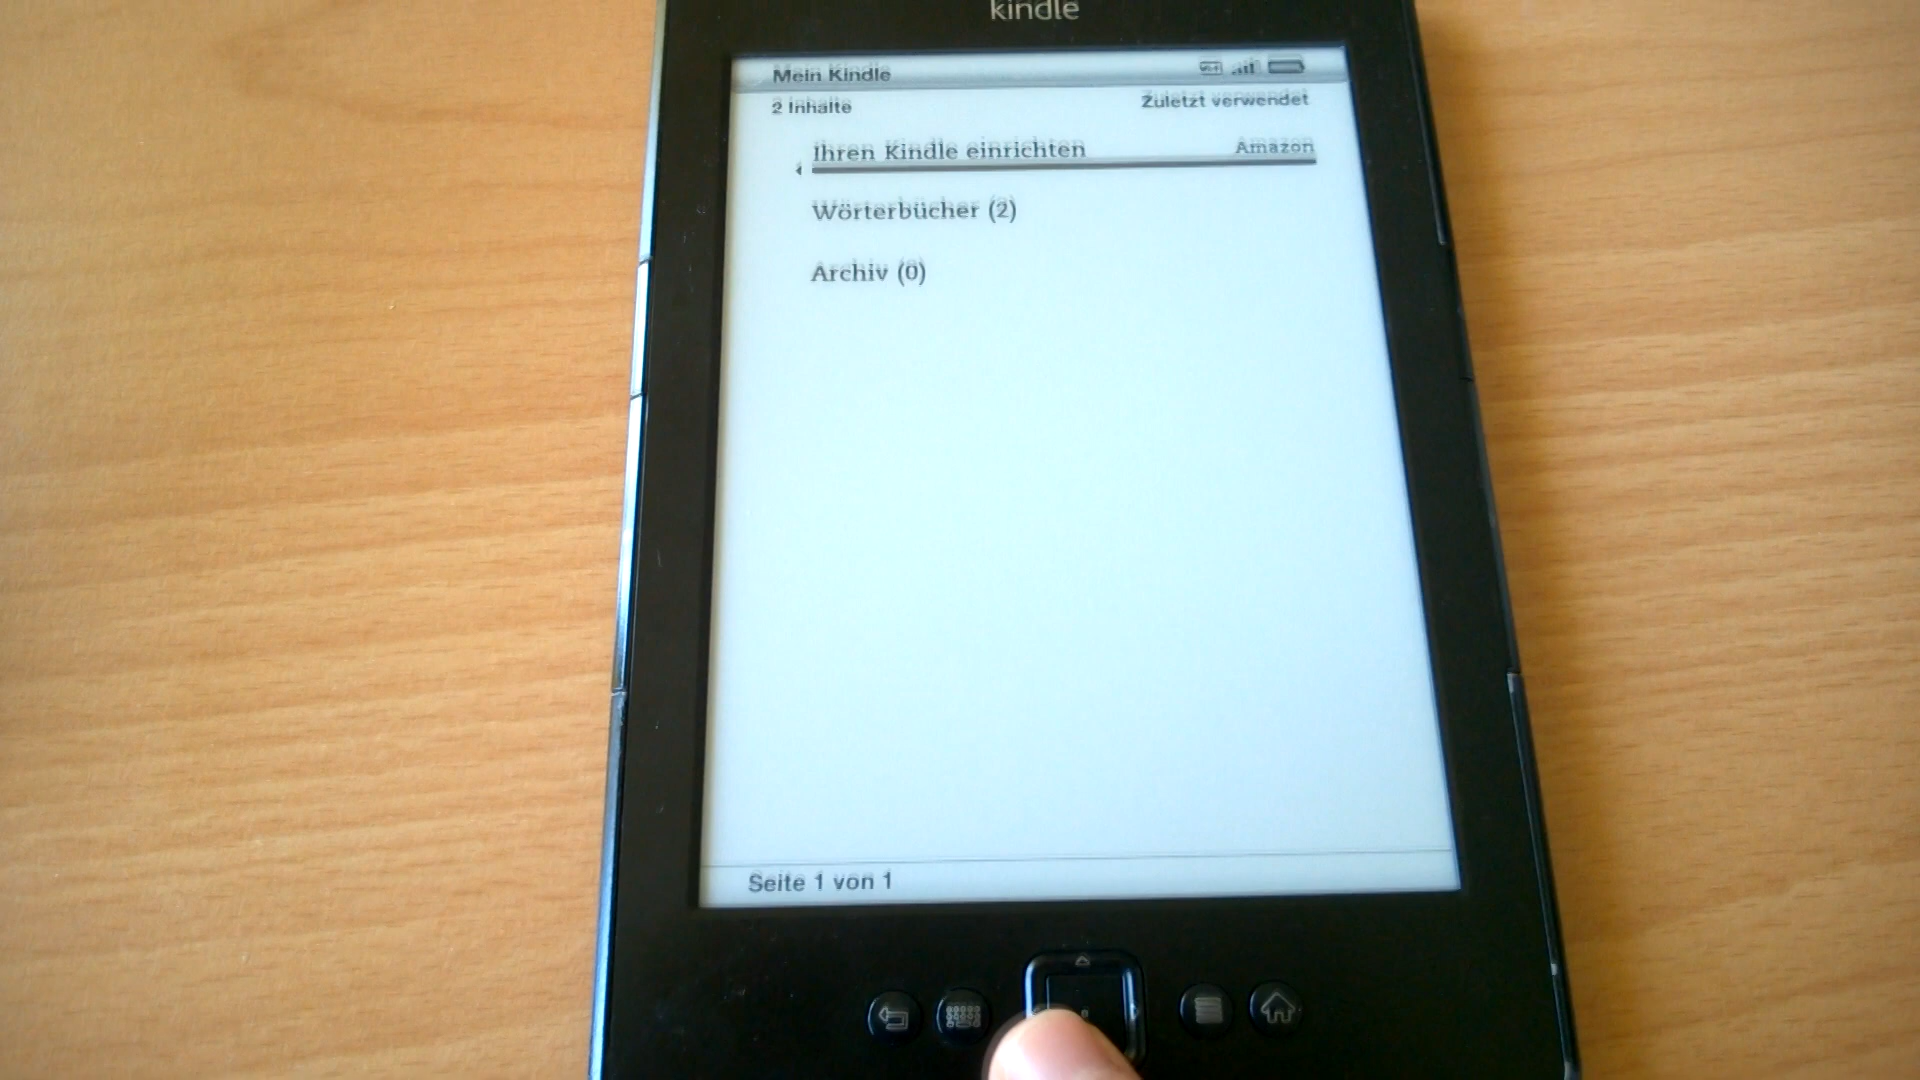 kindle
Mein Kindle
2 Inhalte Zuletzt verwendet
Ihren Kindle einrichten Amazon
Wörterbücher (2)
Archiv (0)
Seite 1 von 1